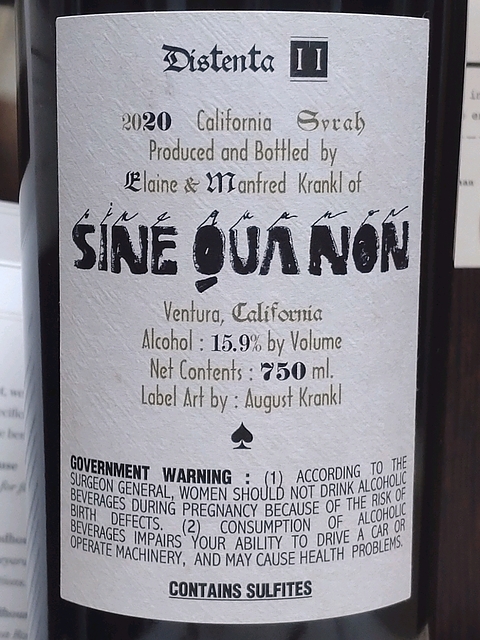 Distenta II
2020 California Syrah
Produced and Bottled by
Elaine & Manfred Krankl of
sine qua non
SINE QUA NON
Ventura, California
Alcohol : 15.9% by Volume
Net Contents : 750 ml.
Label Art by : August Krankl
GOVERNMENT WARNING : (1) ACCORDING TO THE
SURGEON GENERAL, WOMEN SHOULD NOT DRINK ALCOHOLIC
BEVERAGES DURING PREGNANCY BECAUSE OF THE RISK OF
BIRTH DEFECTS. (2) CONSUMPTION OF ALCOHOLIC
BEVERAGES IMPAIRS YOUR ABILITY TO DRIVE A CAR OR
OPERATE MACHINERY, AND MAY CAUSE HEALTH PROBLEMS.
CONTAINS SULFITES